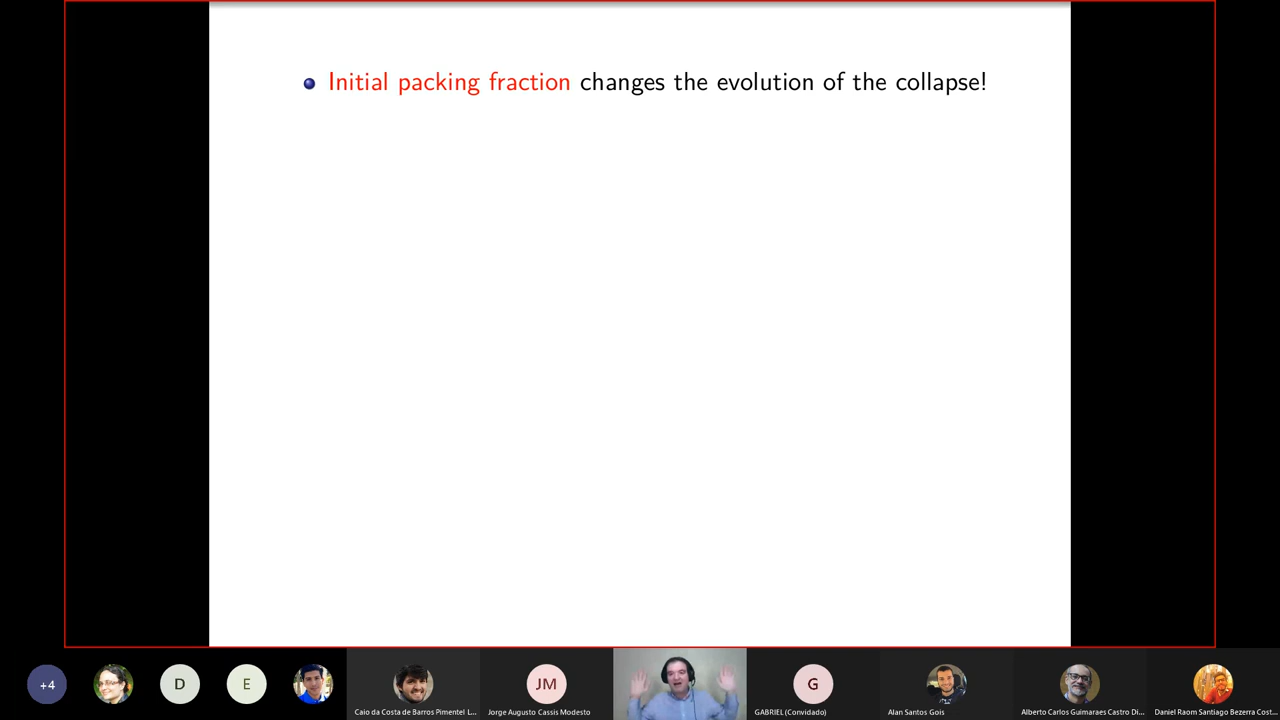 Initial packing fraction changes the evolution of the collapse!
+4
D
E
JM
G
Caio da Costa de Barros Pimentel L...
Jorge Augusto Cassis Modesto
GABRIEL (Convidado)
Alan Santos Gois
Alberto Carlos Guimaraes Castro Di...
Daniel Raom Santiago Bezerra Cost...